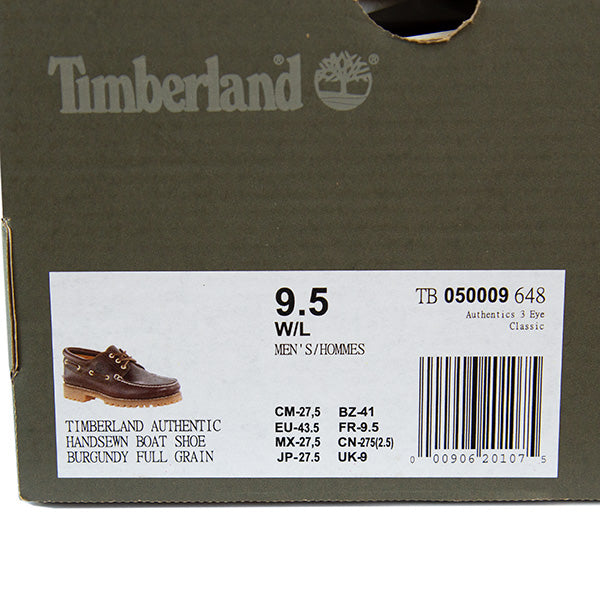 Timberland®
9.5
W/L
MEN'S/HOMMES
TB 050009 648
Authentics 3 Eye
Classic
TIMBERLAND AUTHENTIC
HANDSEWN BOAT SHOE
BURGUNDY FULL GRAIN
CM-27,5 BZ-41
EU-43.5 FR-9.5
MX-27,5 CN-275(2.5)
JP-27.5 UK-9
0 00906 20107 5